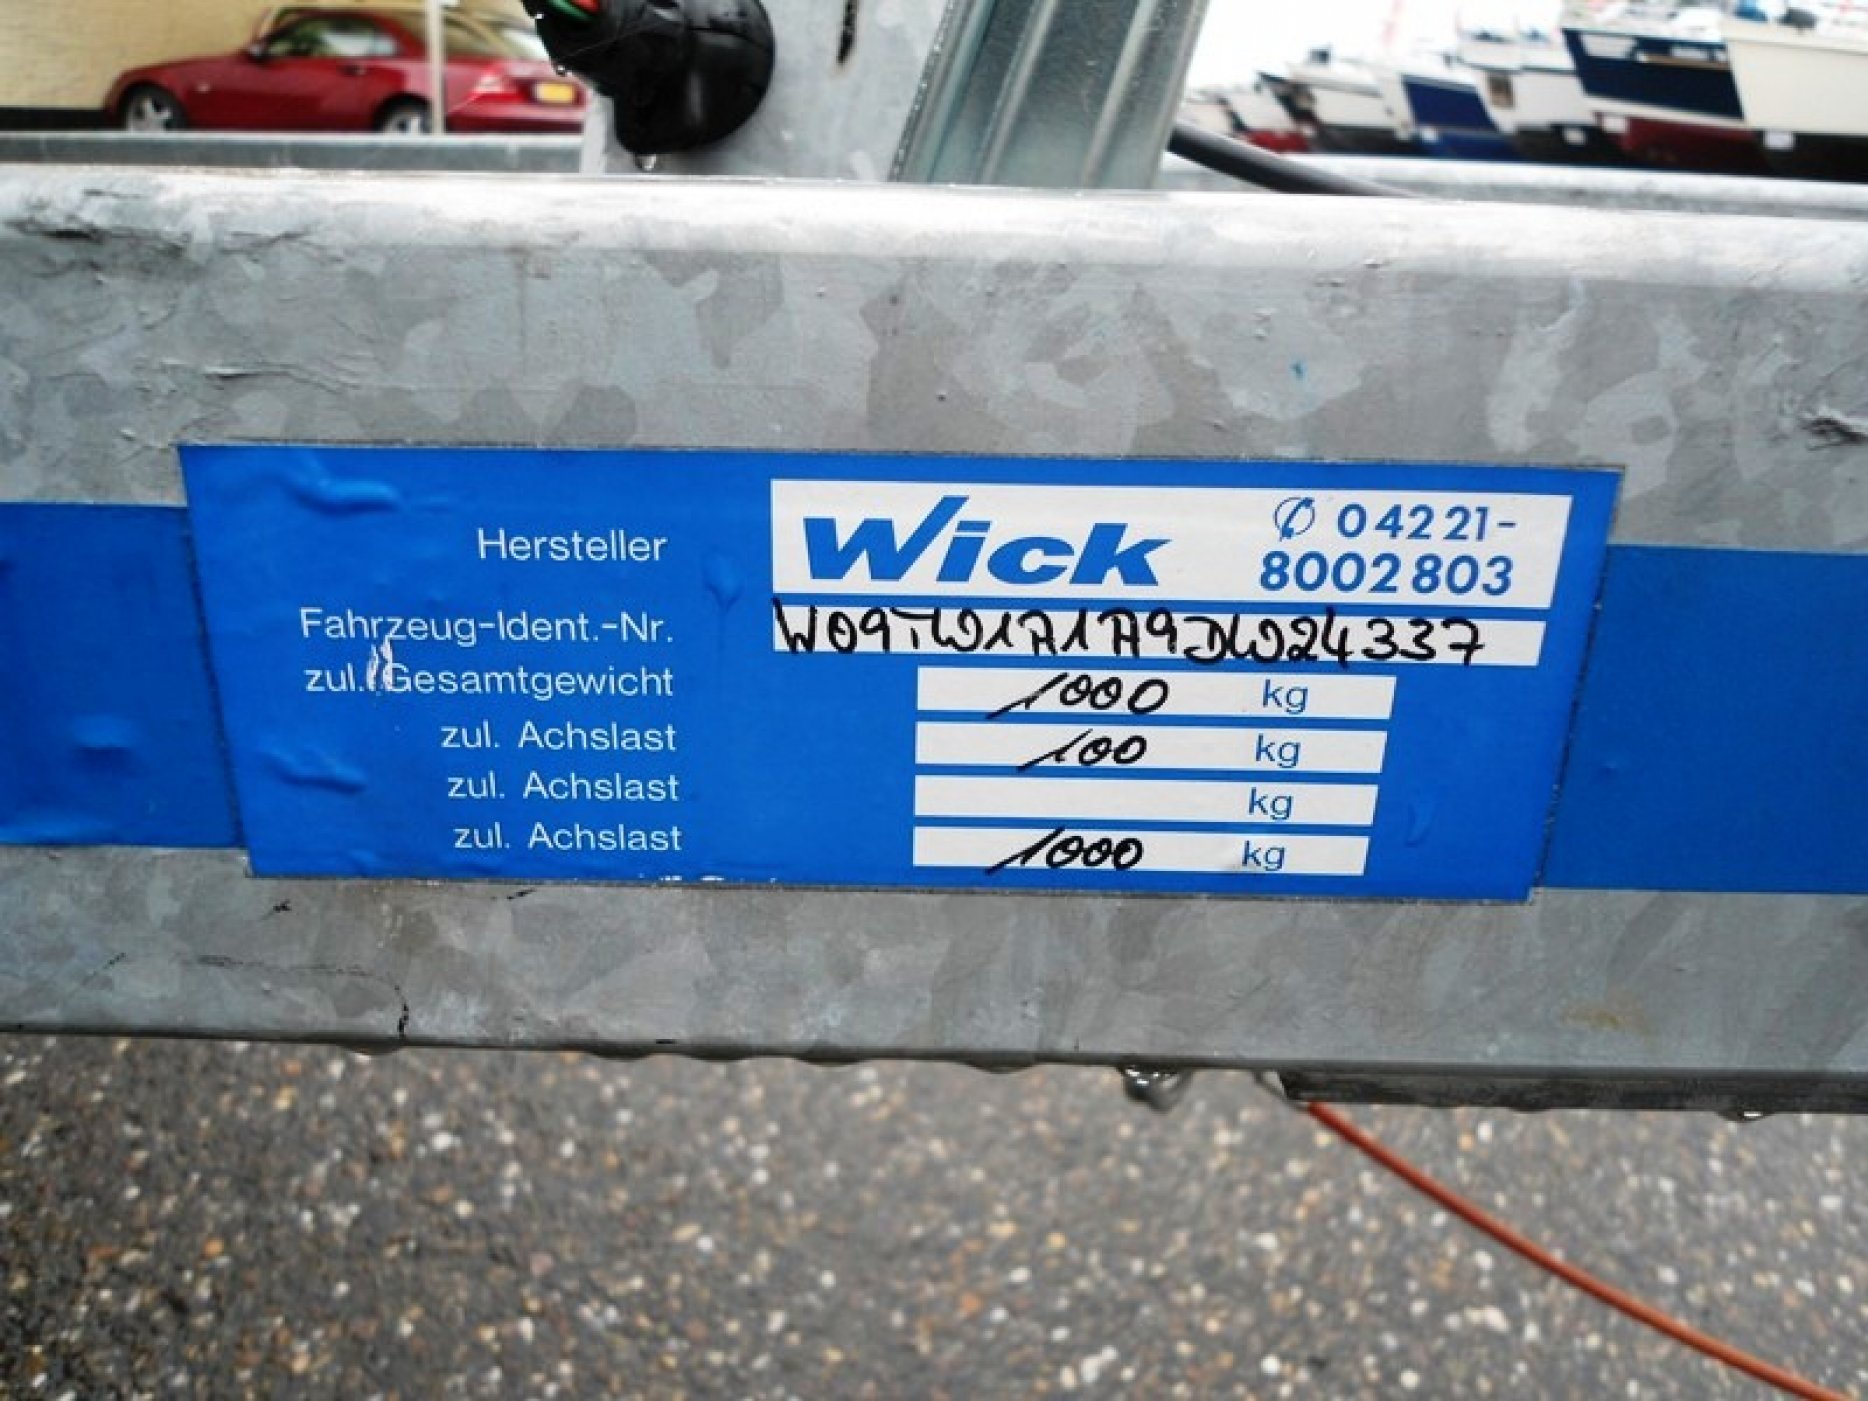 Hersteller Wick ✆ 04221-
8002803
Fahrzeug-Ident.-Nr. W09TW1A1A9DW24337
zul. Gesamtgewicht 1000 kg
zul. Achslast 100 kg
zul. Achslast kg
zul. Achslast 1000 kg